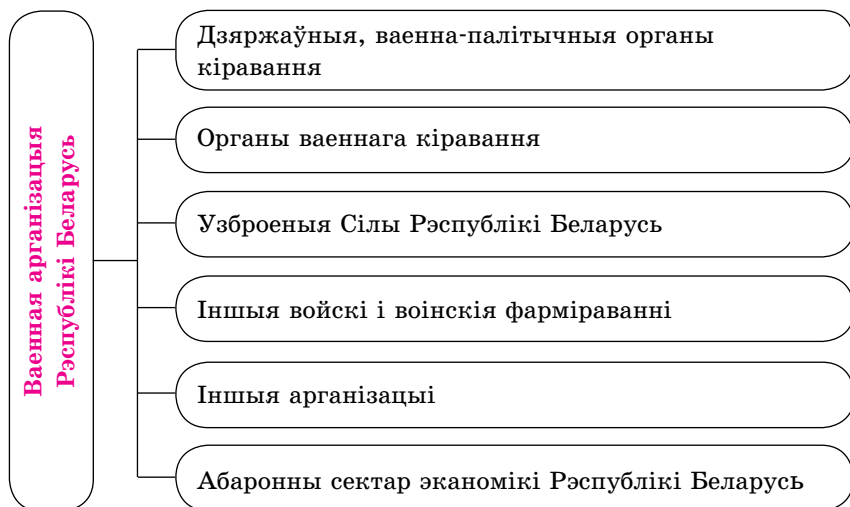 Ваенная арганізацыя
Рэспублікі Беларусь
Дзяржаўныя, ваенна-палітычныя органы
кіравання
Органы ваеннага кіравання
Узброеныя Сілы Рэспублікі Беларусь
Іншыя войскі і воінскія фарміраванні
Іншыя арганізацыі
Абаронны сектар эканомікі Рэспублікі Беларусь